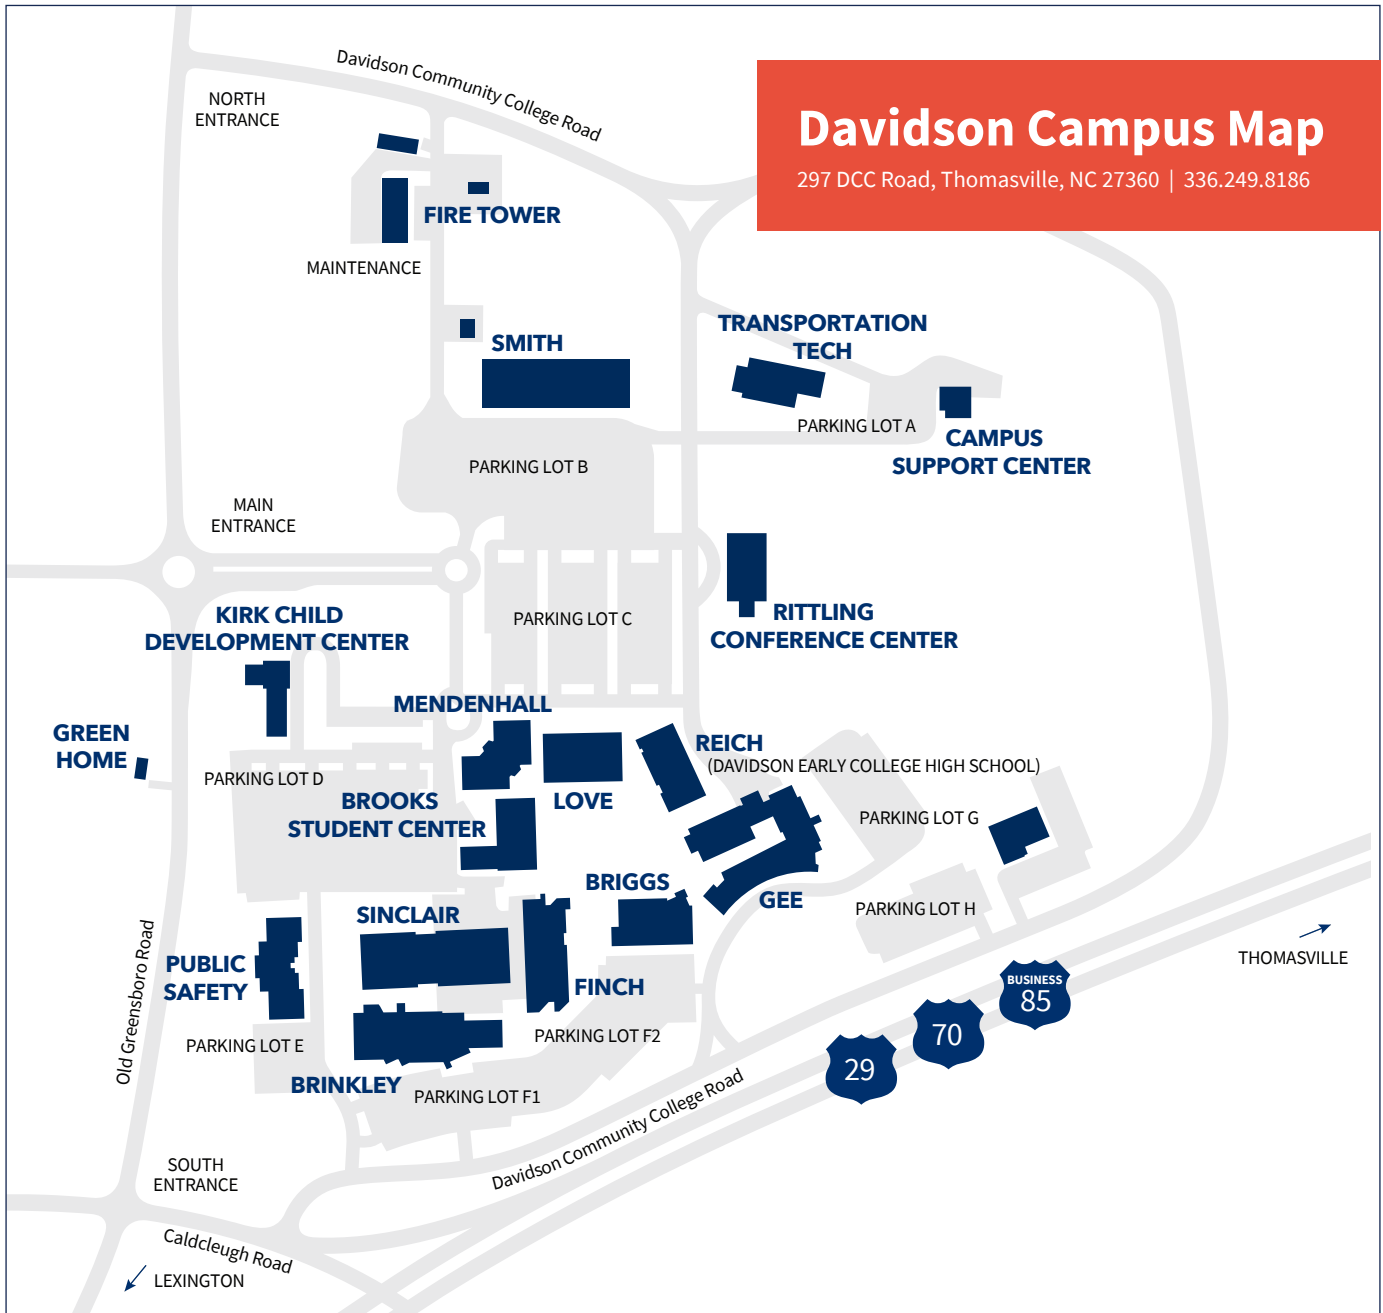 Davidson Campus Map
297 DCC Road, Thomasville, NC 27360 | 336.249.8186
Davidson Community College Road
NORTH
ENTRANCE
FIRE TOWER
MAINTENANCE
SMITH
TRANSPORTATION
TECH
PARKING LOT A
CAMPUS
SUPPORT CENTER
PARKING LOT B
MAIN
ENTRANCE
KIRK CHILD
DEVELOPMENT CENTER
PARKING LOT C
RITTLING
CONFERENCE CENTER
MENDENHALL
GREEN
HOME
REICH
(DAVIDSON EARLY COLLEGE HIGH SCHOOL)
PARKING LOT D
BROOKS
STUDENT CENTER
LOVE
PARKING LOT G
BRIGGS
GEE
PARKING LOT H
SINCLAIR
Old Greensboro Road
PUBLIC
SAFETY
FINCH
THOMASVILLE
BUSINESS
85
70
29
PARKING LOT E
PARKING LOT F2
BRINKLEY
PARKING LOT F1
Davidson Community College Road
SOUTH
ENTRANCE
Caldcleugh Road
LEXINGTON